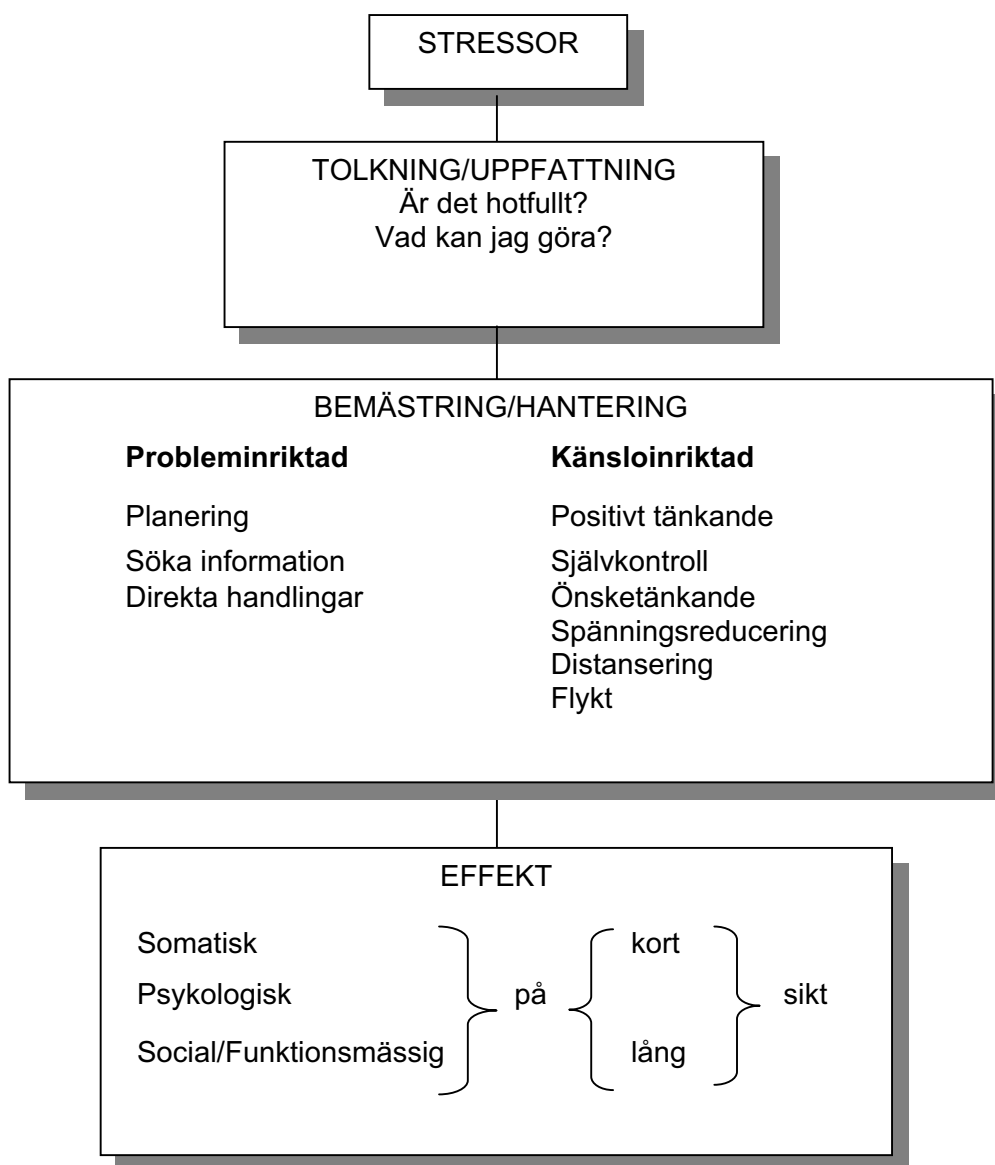 STRESSOR
TOLKNING/UPPFATTNING
Är det hotfullt?
Vad kan jag göra?
BEMÄSTRING/HANTERING
Probleminriktad
Planering
Söka information
Direkta handlingar
Känsloinriktad
Positivt tänkande
Självkontroll
Önsketänkande
Spänningsreducering
Distansering
Flykt
EFFEKT
Somatisk
Psykologisk
Social/Funktionsmässig
på
kort
lång
sikt